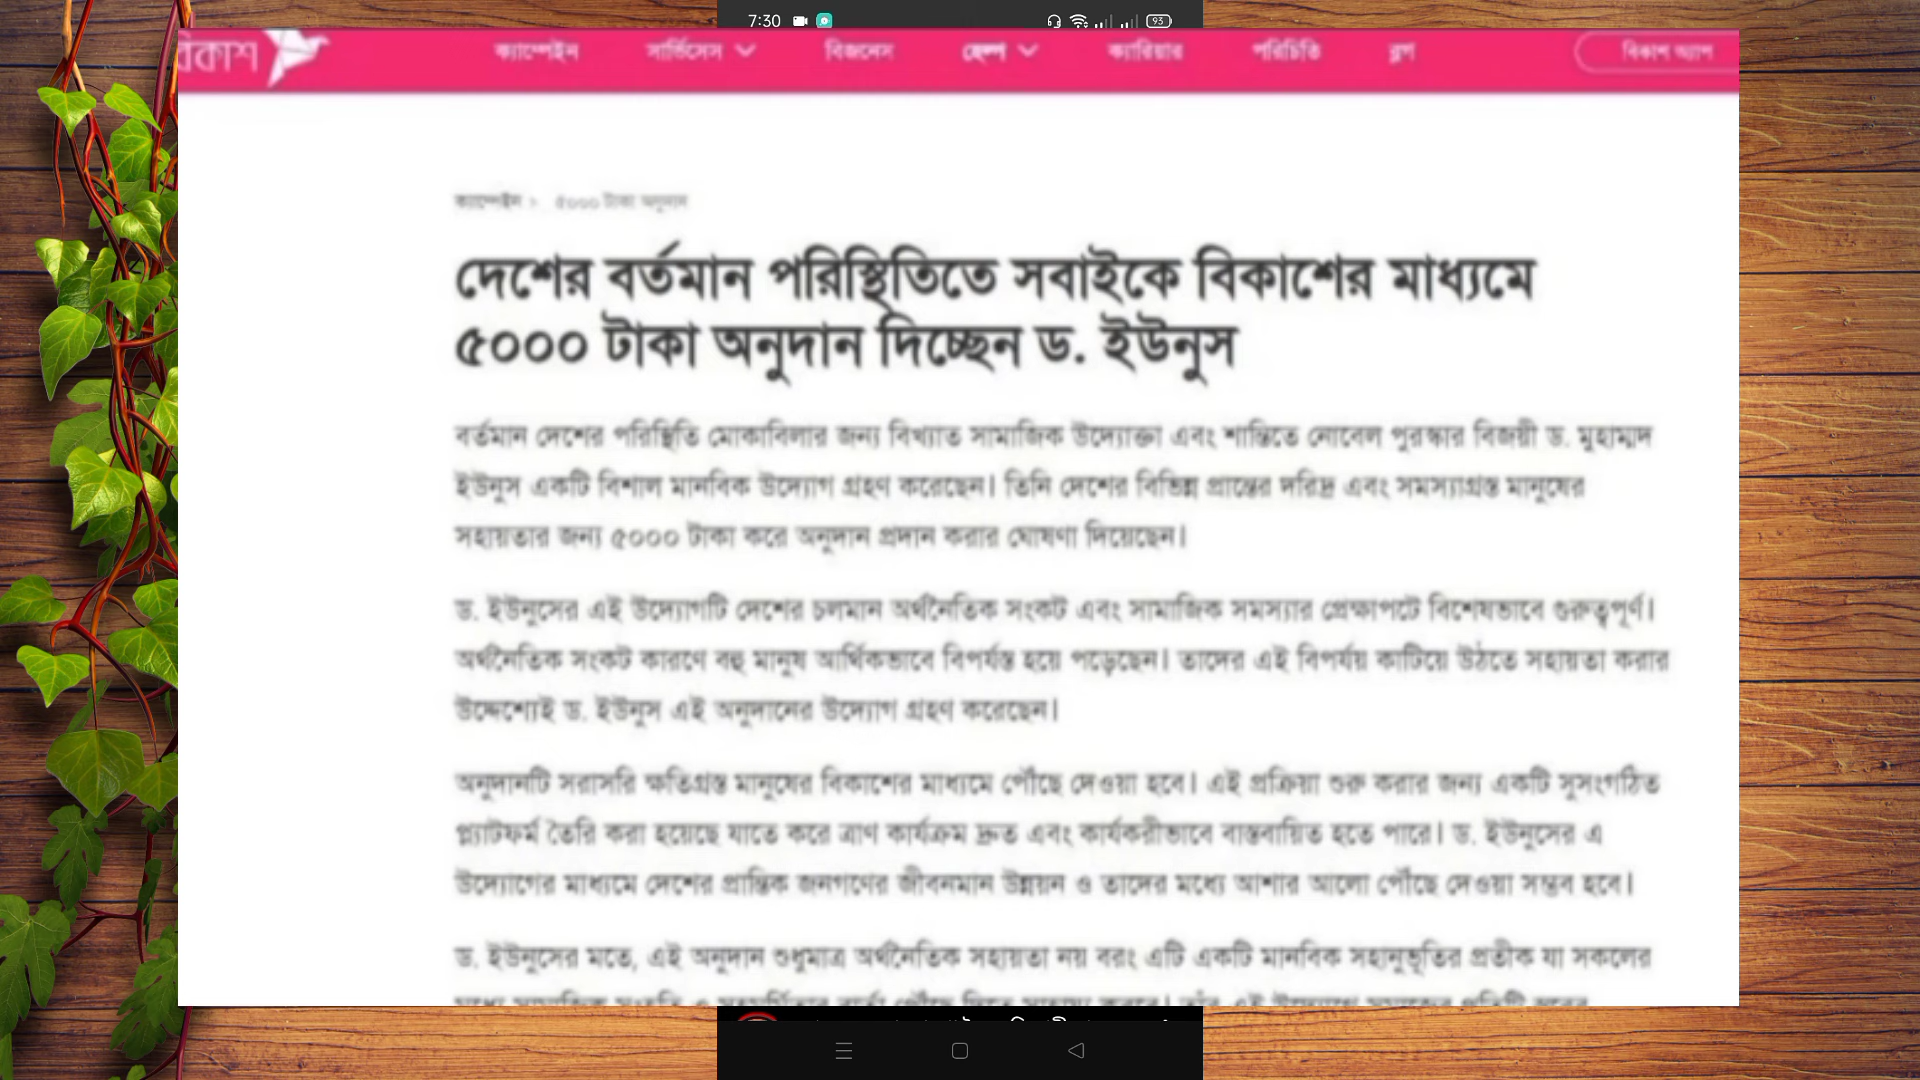 7:30
93
বিকাশ
ক্যাম্পেইন
সার্ভিসেস
বিজনেস
হেল্প
ক্যারিয়ার
পরিচিতি
ব্লগ
বিকাশ অ্যাপ
ক্যাম্পেইন › ৫০০০ টাকা অনুদান
দেশের বর্তমান পরিস্থিতিতে সবাইকে বিকাশের মাধ্যমে
৫০০০ টাকা অনুদান দিচ্ছেন ড. ইউনুস
বর্তমান দেশের পরিস্থিতি মোকাবিলার জন্য বিখ্যাত সামাজিক উদ্যোক্তা এবং শান্তিতে নোবেল পুরস্কার বিজয়ী ড. মুহাম্মদ
ইউনুস একটি বিশাল মানবিক উদ্যোগ গ্রহণ করেছেন। তিনি দেশের বিভিন্ন প্রান্তের দরিদ্র এবং সমস্যাগ্রস্ত মানুষের
সহায়তার জন্য ৫০০০ টাকা করে অনুদান প্রদান করার ঘোষণা দিয়েছেন।
ড. ইউনুসের এই উদ্যোগটি দেশের চলমান অর্থনৈতিক সংকট এবং সামাজিক সমস্যার প্রেক্ষাপটে বিশেষভাবে গুরুত্বপূর্ণ।
অর্থনৈতিক সংকট কারণে বহু মানুষ আর্থিকভাবে বিপর্যস্ত হয়ে পড়েছেন। তাদের এই বিপর্যয় কাটিয়ে উঠতে সহায়তা করার
উদ্দেশ্যেই ড. ইউনুস এই অনুদানের উদ্যোগ গ্রহণ করেছেন।
অনুদানটি সরাসরি ক্ষতিগ্রস্ত মানুষের বিকাশের মাধ্যমে পৌঁছে দেওয়া হবে। এই প্রক্রিয়া শুরু করার জন্য একটি সুসংগঠিত
প্ল্যাটফর্ম তৈরি করা হয়েছে যাতে করে ত্রাণ কার্যক্রম দ্রুত এবং কার্যকরীভাবে বাস্তবায়িত হতে পারে। ড. ইউনুসের এ
উদ্যোগের মাধ্যমে দেশের প্রান্তিক জনগণের জীবনমান উন্নয়ন ও তাদের মধ্যে আশার আলো পৌঁছে দেওয়া সম্ভব হবে।
ড. ইউনুসের মতে, এই অনুদান শুধুমাত্র অর্থনৈতিক সহায়তা নয় বরং এটি একটি মানবিক সহানুভূতির প্রতীক যা সকলের